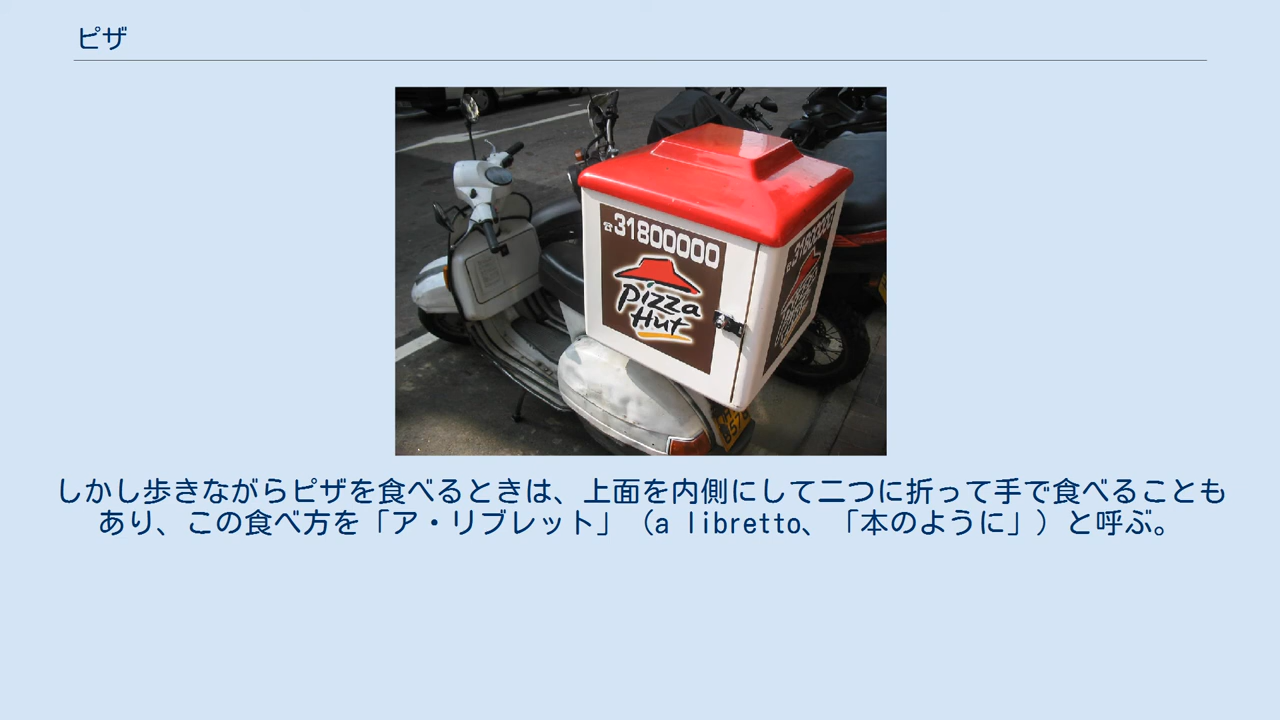 ピザ
☎31800000
Pizza
Hut
31800000
しかし歩きながらピザを食べるときは、上面を内側にして二つに折って手で食べることも
あり、この食べ方を「ア・リブレット」（a libretto、「本のように」）と呼ぶ。